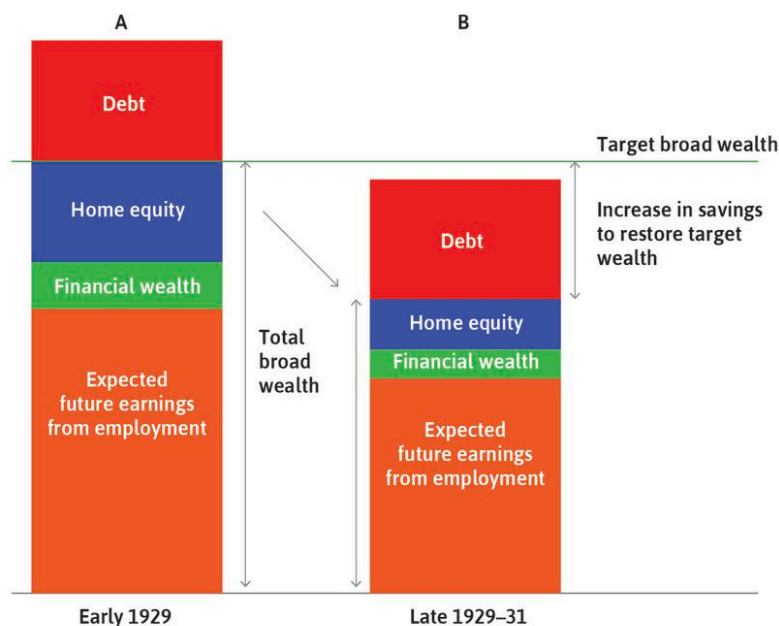 A
B
Debt
Target broad wealth
Home equity
Debt
Increase in savings
to restore target
wealth
Financial wealth
Total
broad
wealth
Home equity
Financial wealth
Expected
future earnings
from employment
Expected
future earnings
from employment
Early 1929
Late 1929–31